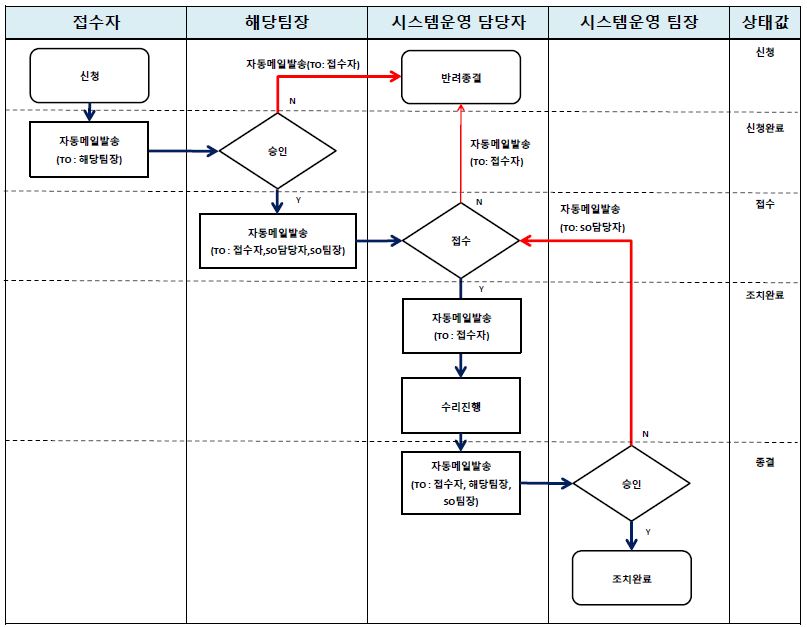 접수자
해당팀장
시스템운영 담당자
시스템운영 팀장
상태값
신청
자동메일발송(TO: 접수자)
반려종결
신청
N
자동메일발송
(TO : 해당팀장)
승인
자동메일발송
(TO: 접수자)
신청완료
Y
N
자동메일발송
(TO : 접수자,SO담당자,SO팀장)
접수
자동메일발송
(TO: SO담당자)
접수
Y
자동메일발송
(TO : 접수자)
조치완료
수리진행
N
자동메일발송
(TO : 접수자, 해당팀장,
SO팀장)
승인
종결
Y
조치완료